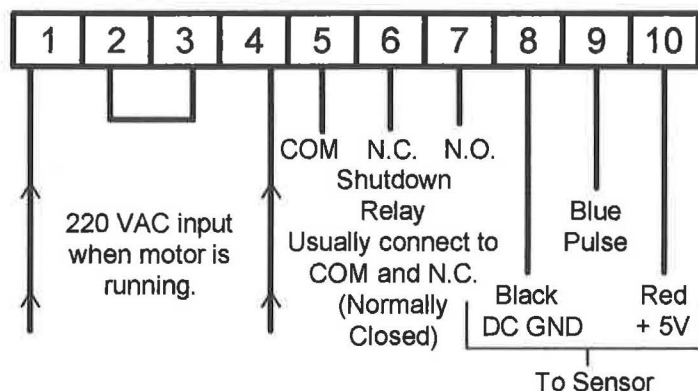 1 2 3 4 5 6 7 8 9 10
COM N.C. N.O.
Shutdown
Relay
Usually connect to
COM and N.C.
(Normally
Closed)
220 VAC input
when motor is
running.
Blue
Pulse
Black
DC GND
Red
+ 5V
To Sensor